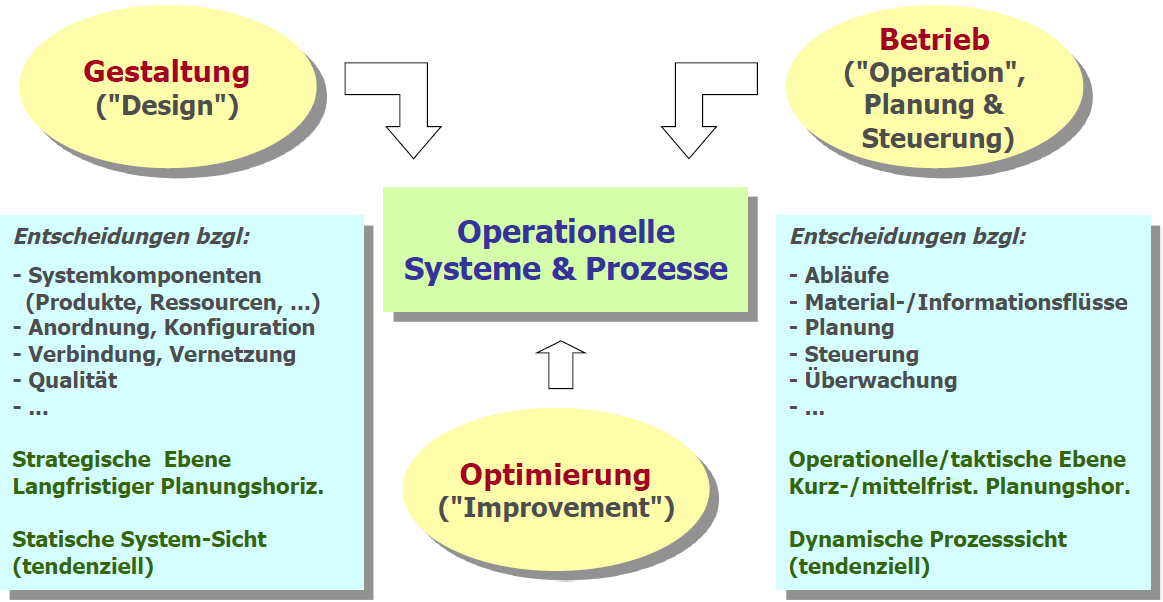 Gestaltung
("Design")
Betrieb
("Operation",
Planung &
Steuerung)
Operationelle
Systeme & Prozesse
Entscheidungen bzgl:
- Systemkomponenten
(Produkte, Ressourcen, ...)
- Anordnung, Konfiguration
- Verbindung, Vernetzung
- Qualität
- ...
Strategische Ebene
Langfristiger Planungshoriz.
Statische System-Sicht
(tendenziell)
Optimierung
("Improvement")
Entscheidungen bzgl:
- Abläufe
- Material-/Informationsflüsse
- Planung
- Steuerung
- Überwachung
- ...
Operationelle/taktische Ebene
Kurz-/mittelfrist. Planungshor.
Dynamische Prozesssicht
(tendenziell)